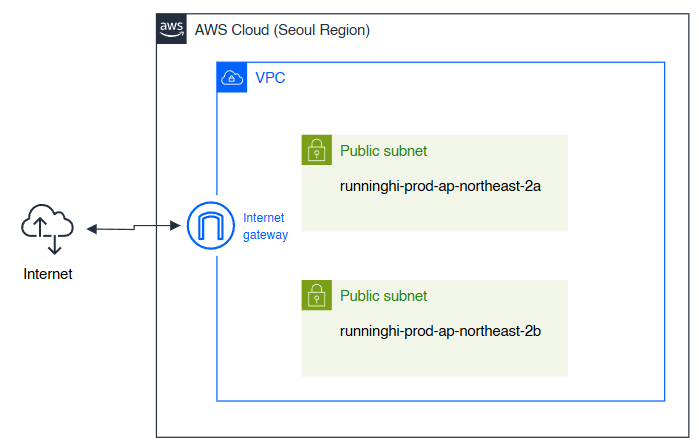 aws
AWS Cloud (Seoul Region)
VPC
Public subnet
runninghi-prod-ap-northeast-2a
Internet
gateway
Internet
Public subnet
runninghi-prod-ap-northeast-2b